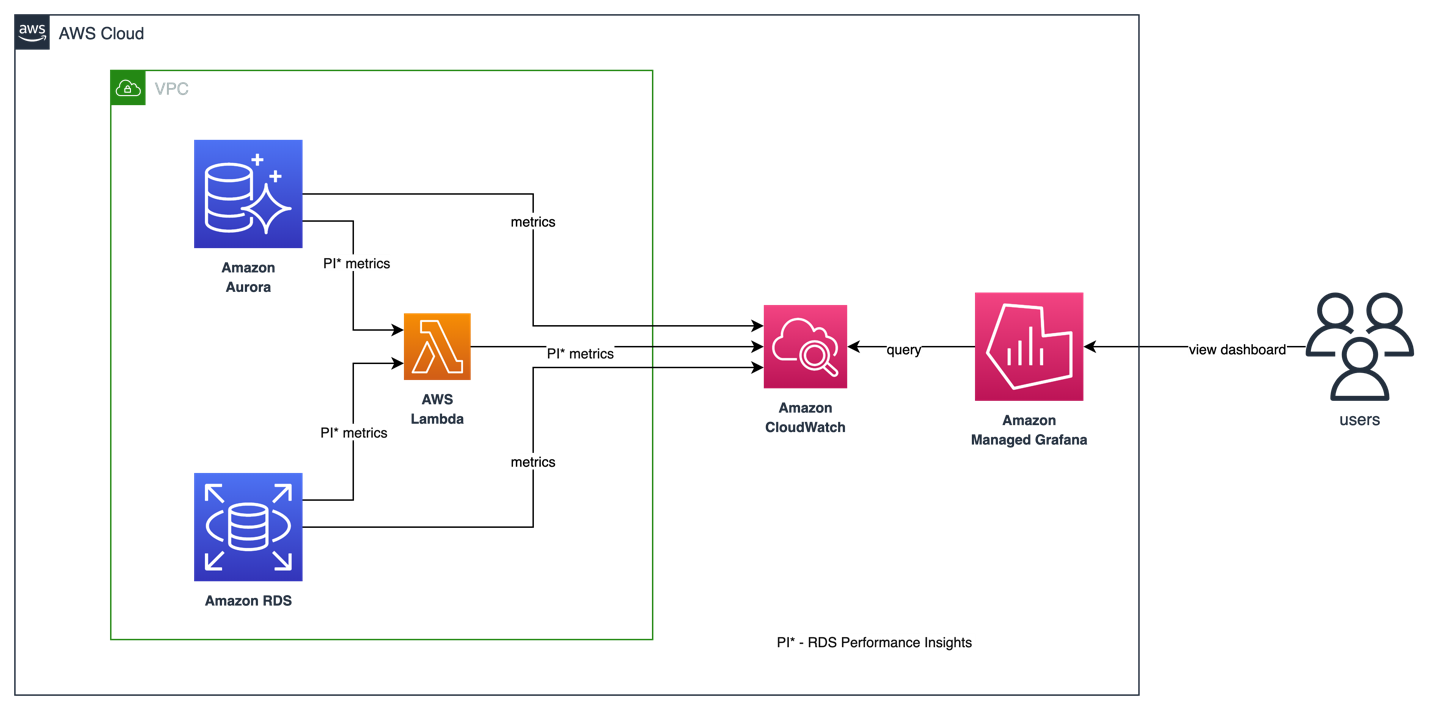 aws
AWS Cloud
VPC
metrics
PI* metrics
Amazon
Aurora
PI* metrics
AWS
Lambda
PI* metrics
metrics
Amazon RDS
Amazon
CloudWatch
query
Amazon
Managed Grafana
view dashboard
users
PI* - RDS Performance Insights